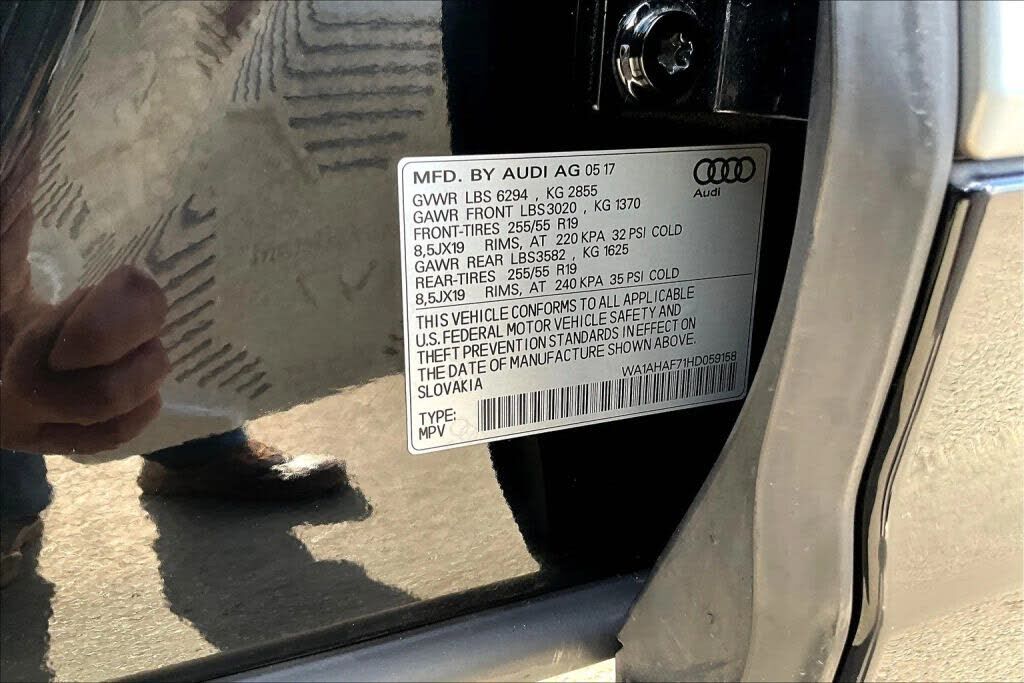 MFD. BY AUDI AG 05 17
Audi
GVWR LBS 6294 , KG 2855
GAWR FRONT LBS3020 , KG 1370
FRONT-TIRES 255/55 R19
8,5JX19 RIMS, AT 220 KPA 32 PSI COLD
GAWR REAR LBS3582 , KG 1625
REAR-TIRES 255/55 R19
8,5JX19 RIMS, AT 240 KPA 35 PSI COLD
THIS VEHICLE CONFORMS TO ALL APPLICABLE
U.S. FEDERAL MOTOR VEHICLE SAFETY AND
THEFT PREVENTION STANDARDS IN EFFECT ON
THE DATE OF MANUFACTURE SHOWN ABOVE.
SLOVAKIA
WA1AHAF71HD059158
TYPE:
MPV